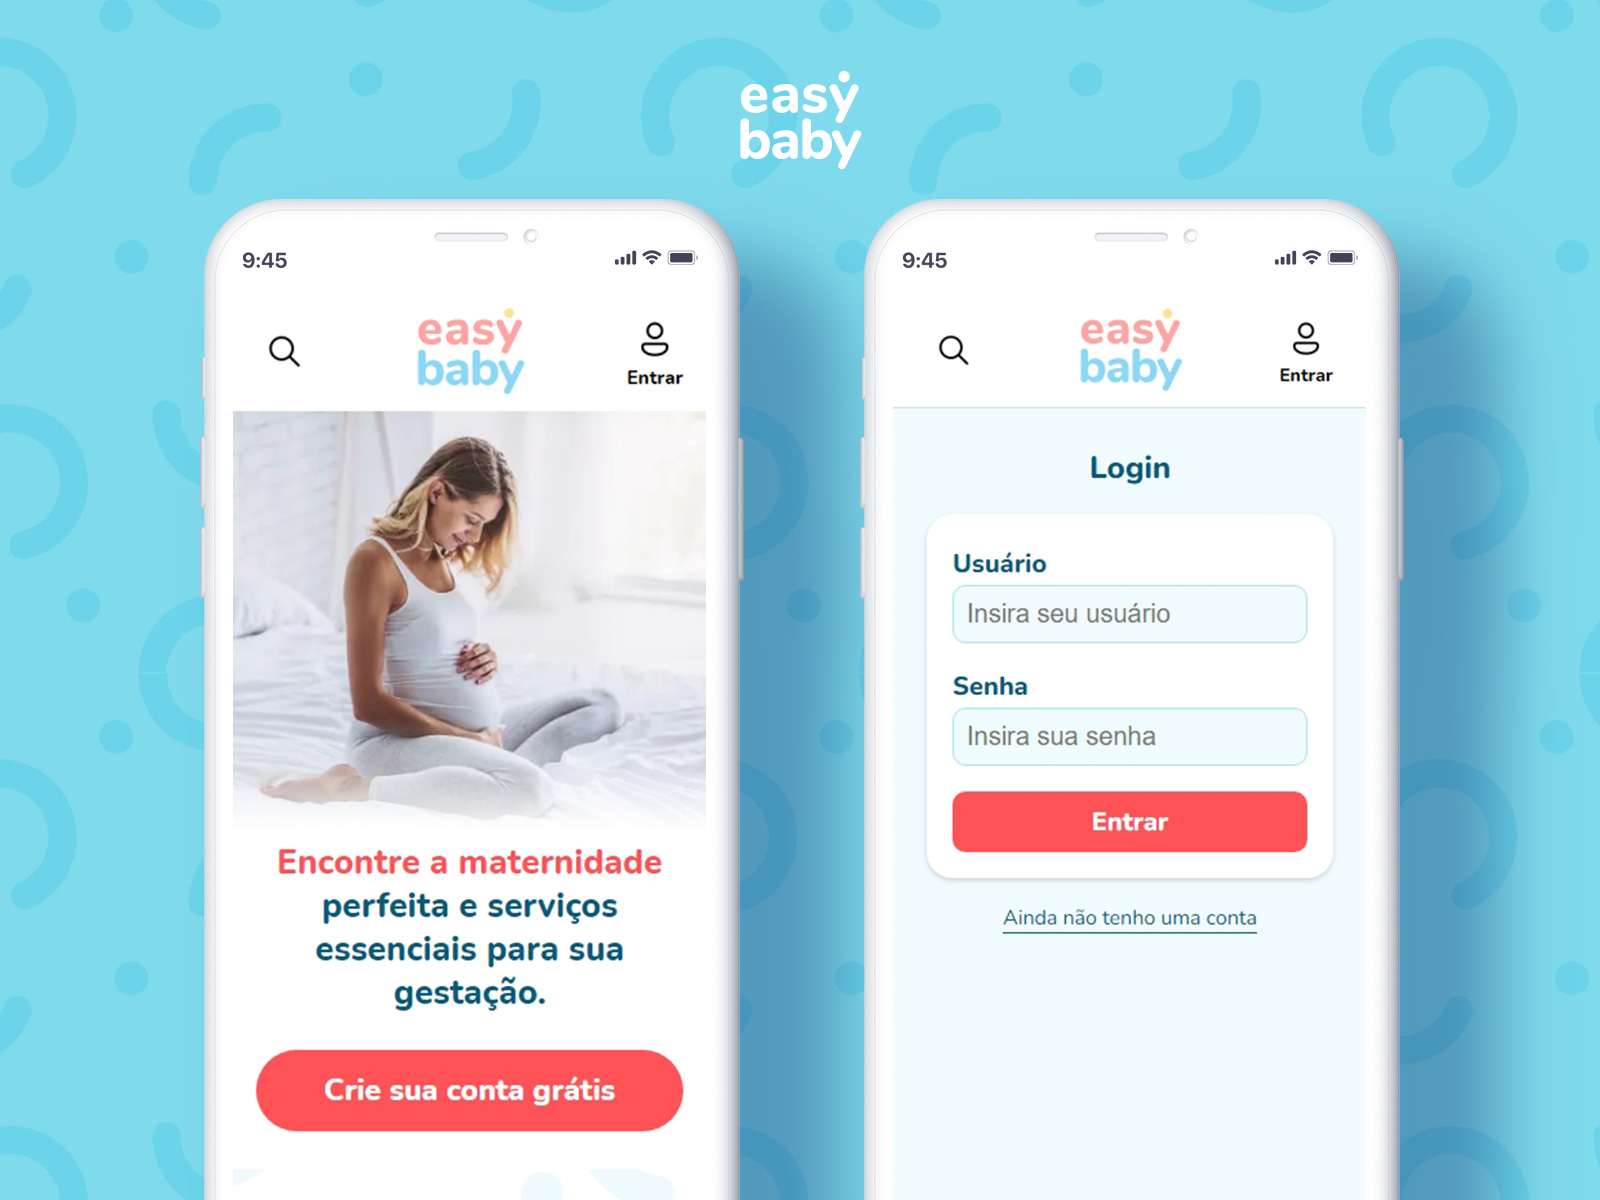 easy
baby
9:45
easy
baby
Entrar
Encontre a maternidade
perfeita e serviços
essenciais para sua
gestação.
Crie sua conta grátis
9:45
easy
baby
Entrar
Login
Usuário
Insira seu usuário
Senha
Insira sua senha
Entrar
Ainda não tenho uma conta